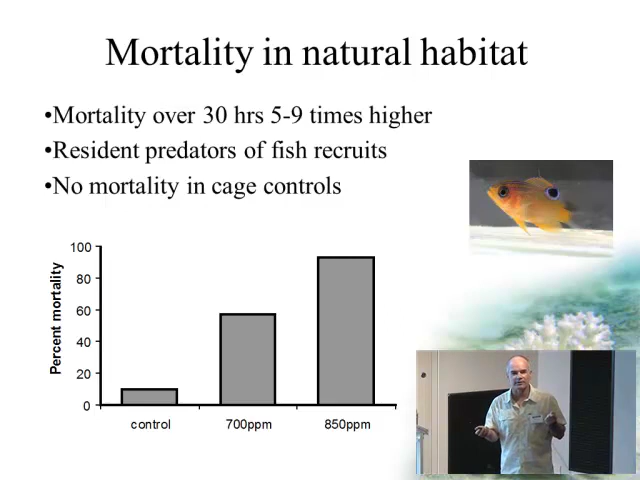 Mortality in natural habitat
•Mortality over 30 hrs 5-9 times higher
•Resident predators of fish recruits
•No mortality in cage controls
100
80
60
40
20
0
Percent mortality
control
700ppm
850ppm